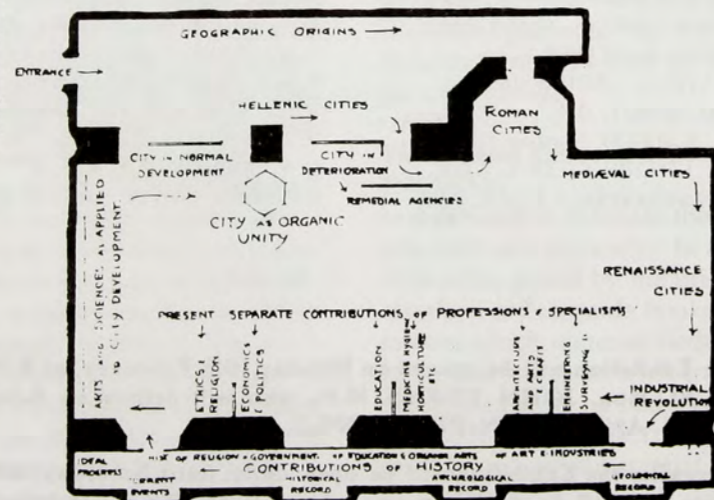 GEOGRAPHIC ORIGINS
ENTRANCE
HELLENIC CITIES
ROMAN
CITIES
CITY IN NORMAL
DEVELOPMENT
CITY IN
DETERIORATION
REMEDIAL AGENCIES
MEDIÆVAL CITIES
CITY AS ORGANIC
UNITY
ARTS AND SCIENCES AS APPLIED
TO CITY DEVELOPMENT.
RENAISSANCE
CITIES
PRESENT SEPARATE CONTRIBUTIONS OF PROFESSIONS & SPECIALISMS
ETHICS &
RELIGION
ECONOMICS
& POLITICS
EDUCATION
MEDICINE HYGIENE
HORTICULTURE
ARCHITECTURE
AND ARTS
& CRAFTS
ENGINEERING
SURVEYING
INDUSTRIAL
REVOLUTION
IDEAL
PROGRESS
HIST OF RELIGION & GOVERNMENT. OF EDUCATION & ORGANIC ARTS OF ART & INDUSTRIES
CONTRIBUTIONS OF HISTORY
CURRENT
EVENTS
HISTORICAL
RECORD
ARCHÆOLOGICAL
RECORD
GEOLOGICAL
RECORD